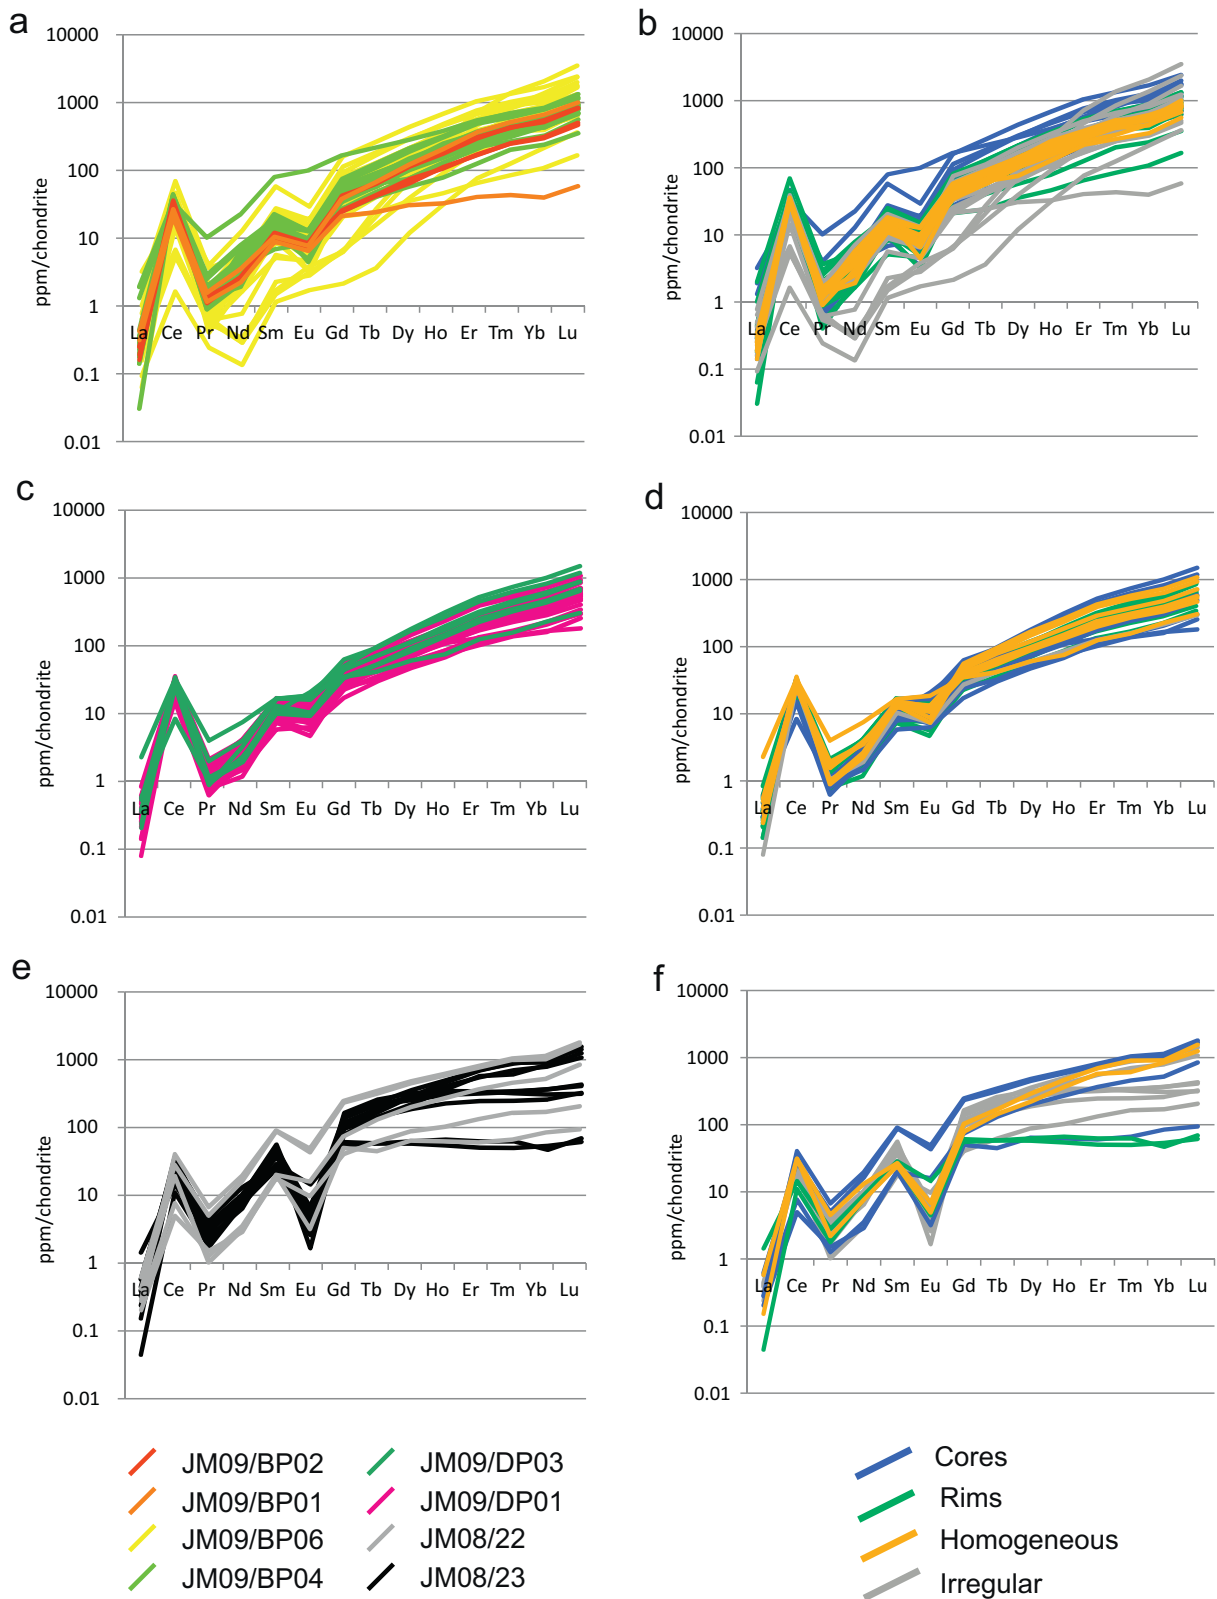 a
10000
1000
100
10
1
0.1
0.01
ppm/chondrite
La Ce Pr Nd Sm Eu Gd Tb Dy Ho Er Tm Yb Lu
b
10000
1000
100
10
1
0.1
0.01
ppm/chondrite
La Ce Pr Nd Sm Eu Gd Tb Dy Ho Er Tm Yb Lu
c
10000
1000
100
10
1
0.1
0.01
ppm/chondrite
La Ce Pr Nd Sm Eu Gd Tb Dy Ho Er Tm Yb Lu
d
10000
1000
100
10
1
0.1
0.01
ppm/chondrite
La Ce Pr Nd Sm Eu Gd Tb Dy Ho Er Tm Yb Lu
e
10000
1000
100
10
1
0.1
0.01
ppm/chondrite
La Ce Pr Nd Sm Eu Gd Tb Dy Ho Er Tm Yb Lu
f
10000
1000
100
10
1
0.1
0.01
ppm/chondrite
La Ce Pr Nd Sm Eu Gd Tb Dy Ho Er Tm Yb Lu
JM09/BP02
JM09/BP01
JM09/BP06
JM09/BP04
JM09/DP03
JM09/DP01
JM08/22
JM08/23
Cores
Rims
Homogeneous
Irregular